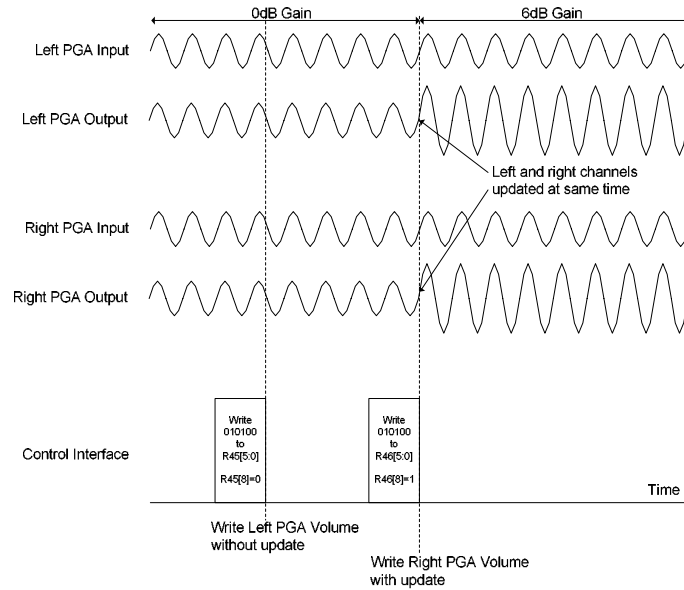 0dB Gain
6dB Gain
Left PGA Input
Left PGA Output
Left and right channels
updated at same time
Right PGA Input
Right PGA Output
Control Interface
Write
010100
to
R45[5:0]
R45[8]=0
Write
010100
to
R46[5:0]
R46[8]=1
Time
Write Left PGA Volume
without update
Write Right PGA Volume
with update